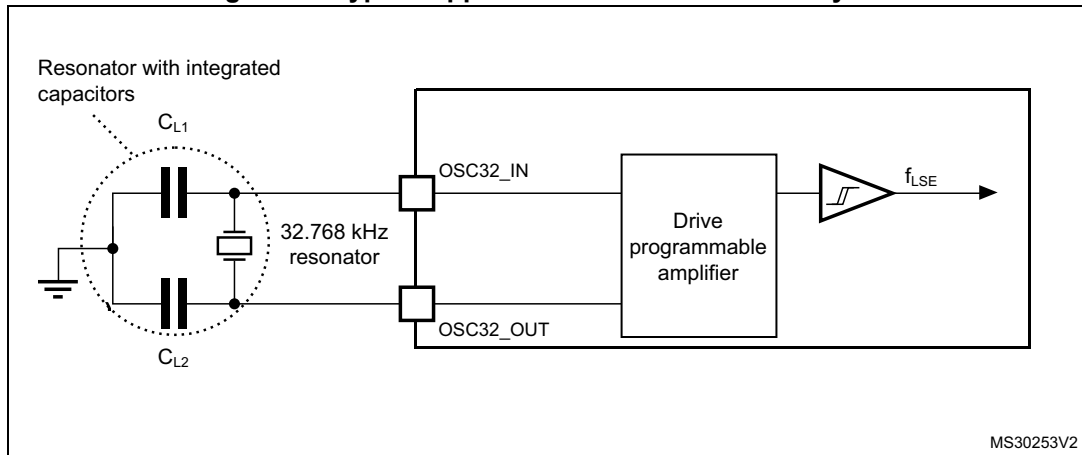 Resonator with integrated
capacitors
CL1
OSC32_IN
fLSE
32.768 kHz
resonator
Drive
programmable
amplifier
OSC32_OUT
CL2
MS30253V2